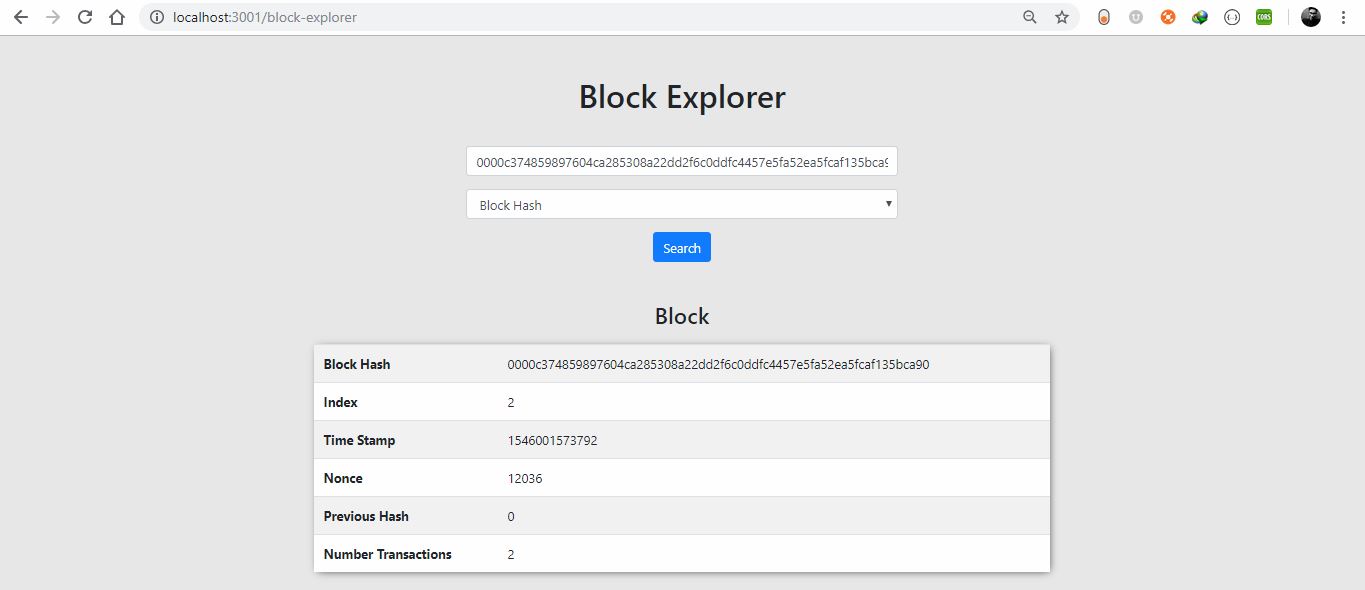 localhost:3001/block-explorer
CORS
Block Explorer
0000c374859897604ca285308a22dd2f6c0ddfc4457e5fa52ea5fcaf135bca9
Block Hash
Search
Block
Block Hash 0000c374859897604ca285308a22dd2f6c0ddfc4457e5fa52ea5fcaf135bca90
Index 2
Time Stamp 1546001573792
Nonce 12036
Previous Hash 0
Number Transactions 2